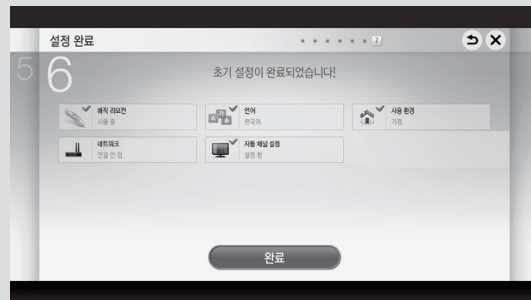 설정 완료
5
6
초기 설정이 완료되었습니다!
매직 리모컨
사용 중
언어
한국어
사용 환경
가정
네트워크
연결 안 됨
자동 채널 설정
설정 함
완료